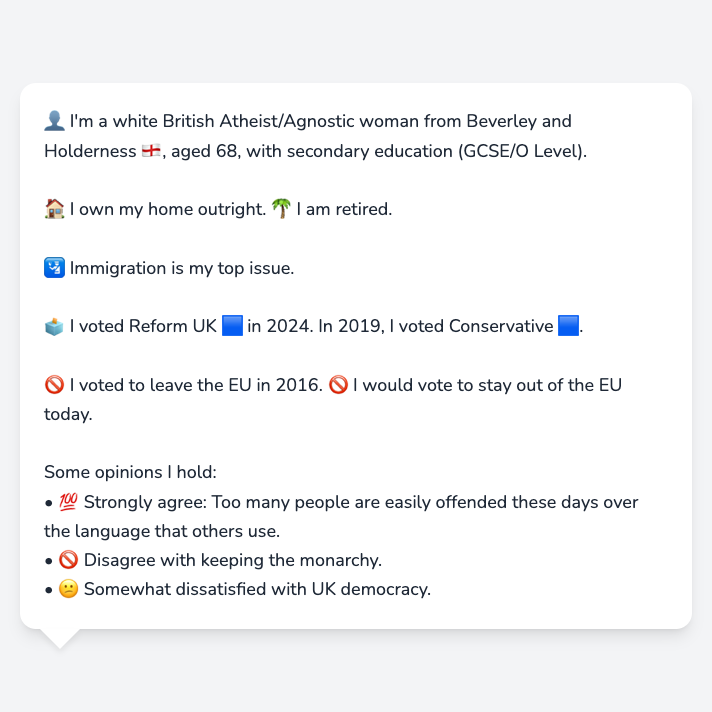 👤 I'm a white British Atheist/Agnostic woman from Beverley and
Holderness 🏴󠁧󠁢󠁥󠁮󠁧󠁿, aged 68, with secondary education (GCSE/O Level).
🏠 I own my home outright. 🌴 I am retired.
🛂 Immigration is my top issue.
🗳️ I voted Reform UK 🟦 in 2024. In 2019, I voted Conservative 🟦.
🚫 I voted to leave the EU in 2016. 🚫 I would vote to stay out of the EU
today.
Some opinions I hold:
• 💯 Strongly agree: Too many people are easily offended these days over
the language that others use.
• 🚫 Disagree with keeping the monarchy.
• 😕 Somewhat dissatisfied with UK democracy.